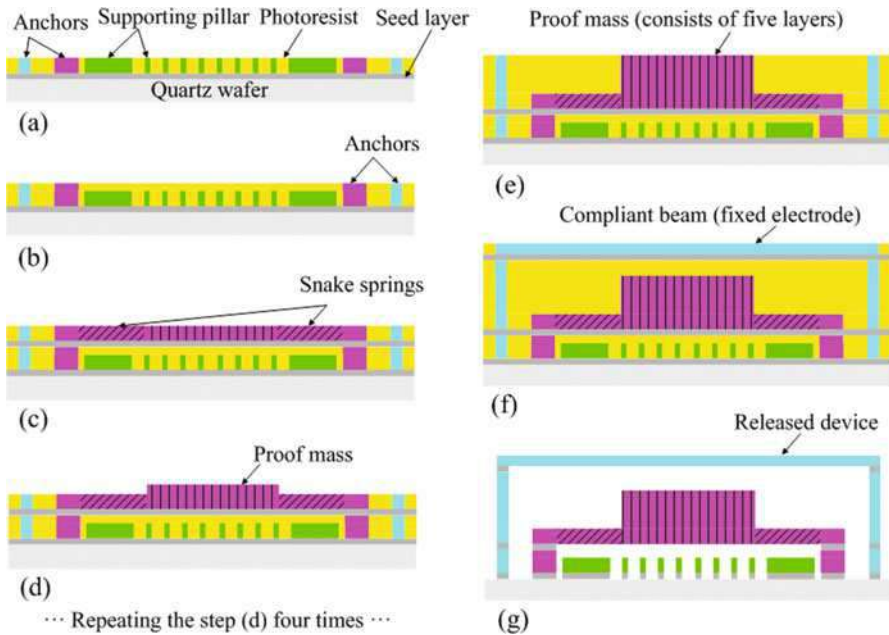 Anchors
Supporting pillar
Photoresist
Seed layer
Quartz wafer
(a)
Anchors
(b)
Snake springs
(c)
Proof mass
(d)
··· Repeating the step (d) four times ···
Proof mass (consists of five layers)
(e)
Compliant beam (fixed electrode)
(f)
Released device
(g)